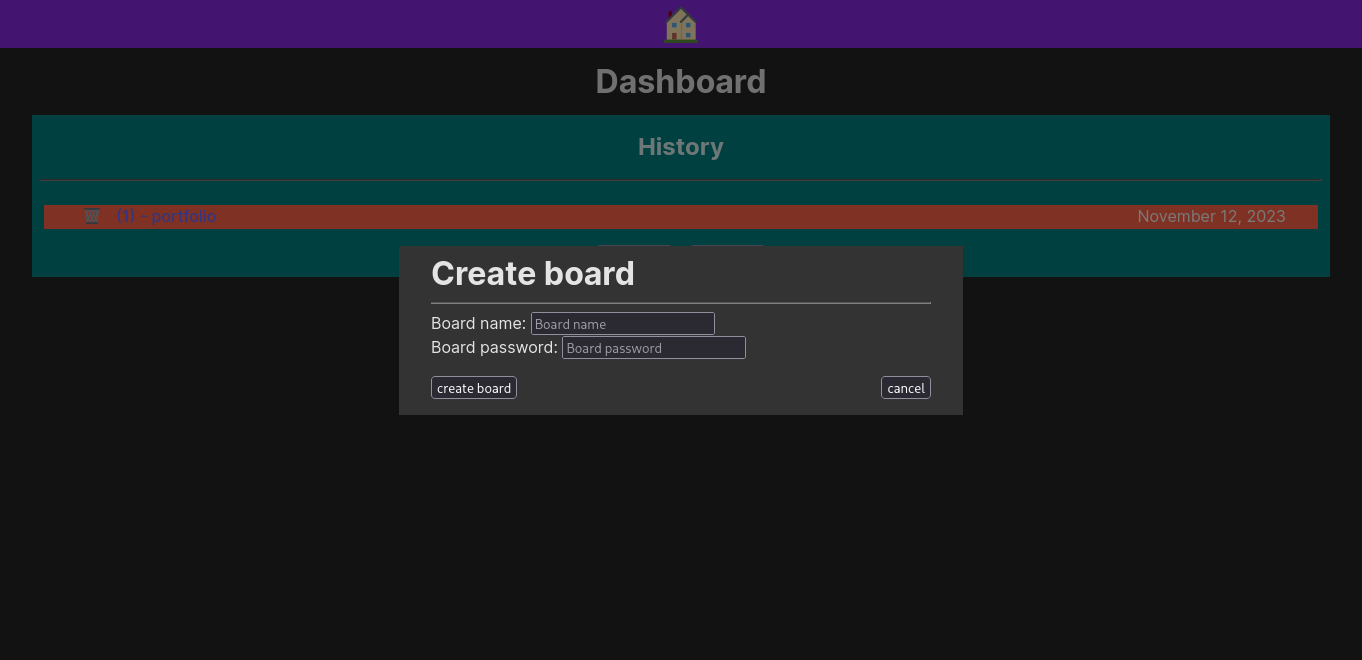 Dashboard
History
(1) - portfolio November 12, 2023
Create board
Board name: Board name
Board password: Board password
create board cancel